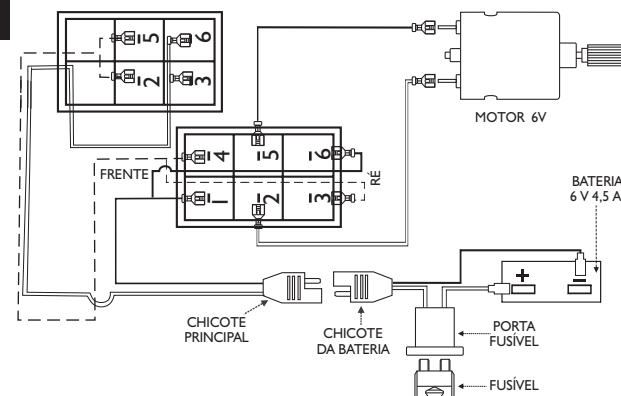 5 6
2 3
MOTOR 6V
4 5 6
FRENTE
RÉ
1 2 3
BATERIA
6 V 4,5 A
+ −
CHICOTE
PRINCIPAL
CHICOTE
DA BATERIA
PORTA
FUSÍVEL
FUSÍVEL